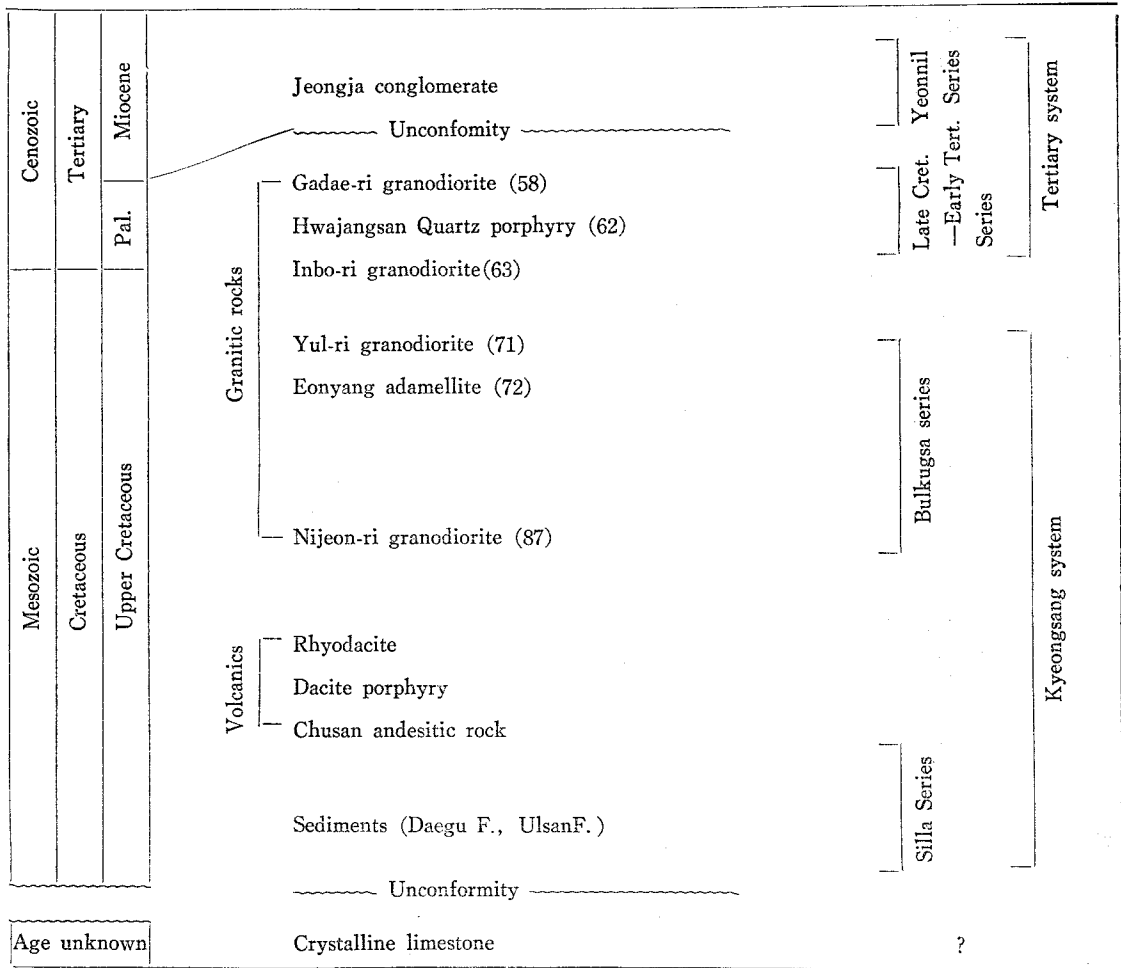 Cenozoic
Tertiary
Miocene
Pal.
Mesozoic
Cretaceous
Upper Cretaceous
Jeongja conglomerate
Unconfomity
Granitic rocks
Gadae-ri granodiorite (58)
Hwajangsan Quartz porphyry (62)
Inbo-ri granodiorite(63)
Yul-ri granodiorite (71)
Eonyang adamellite (72)
Nijeon-ri granodiorite (87)
Volcanics
Rhyodacite
Dacite porphyry
Chusan andesitic rock
Sediments (Daegu F., UlsanF.)
Unconformity
Age unknown
Crystalline limestone
?
Yeonnil Series
Late Cret.
—Early Tert.
Series
Tertiary system
Bulkugsa series
Silla Series
Kyeongsang system